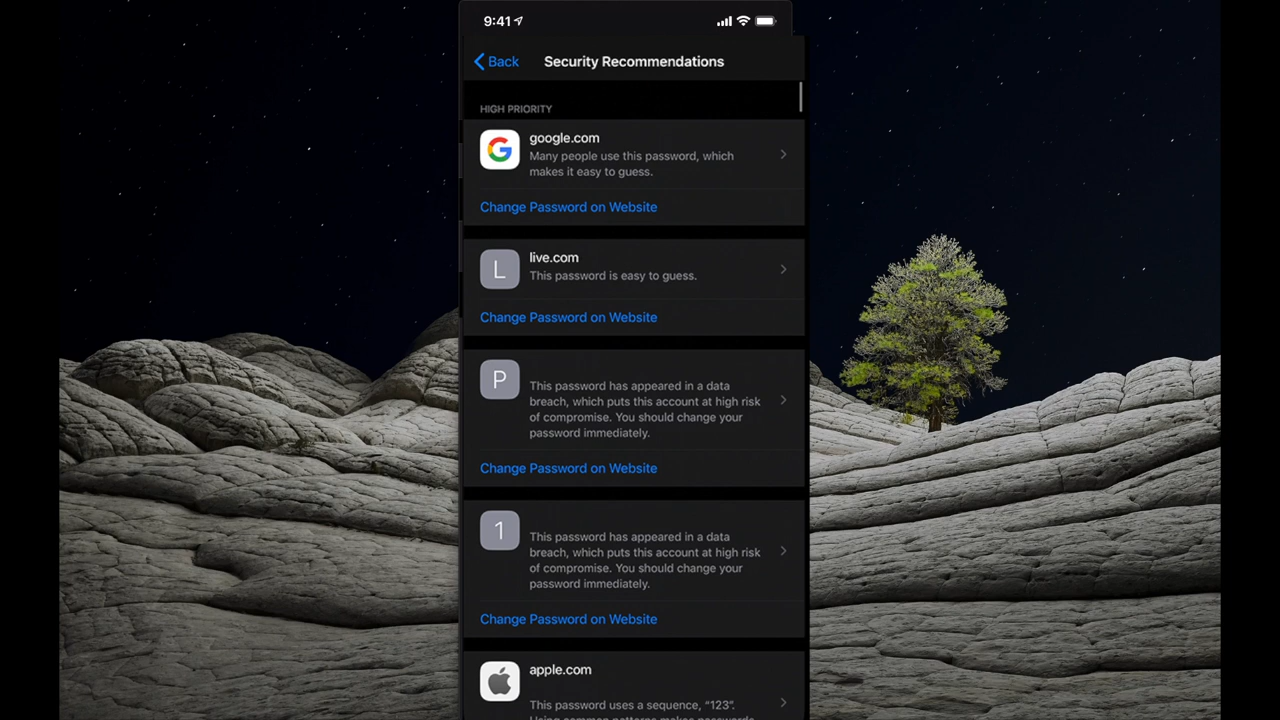 9:41
Back
Security Recommendations
HIGH PRIORITY
G
google.com
Many people use this password, which
makes it easy to guess.
Change Password on Website
L
live.com
This password is easy to guess.
Change Password on Website
P
This password has appeared in a data
breach, which puts this account at high risk
of compromise. You should change your
password immediately.
Change Password on Website
1
This password has appeared in a data
breach, which puts this account at high risk
of compromise. You should change your
password immediately.
Change Password on Website
apple.com
This password uses a sequence, “123”.
Using common patterns makes passwords